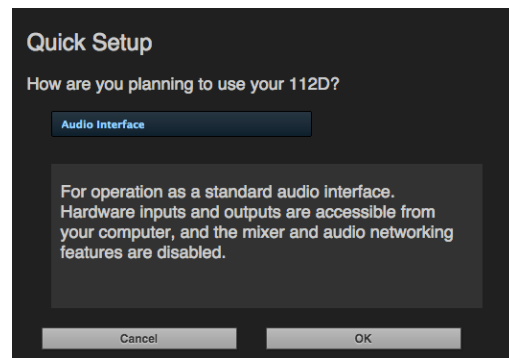 Quick Setup
How are you planning to use your 112D?
Audio Interface
For operation as a standard audio interface.
Hardware inputs and outputs are accessible from
your computer, and the mixer and audio networking
features are disabled.
Cancel
OK